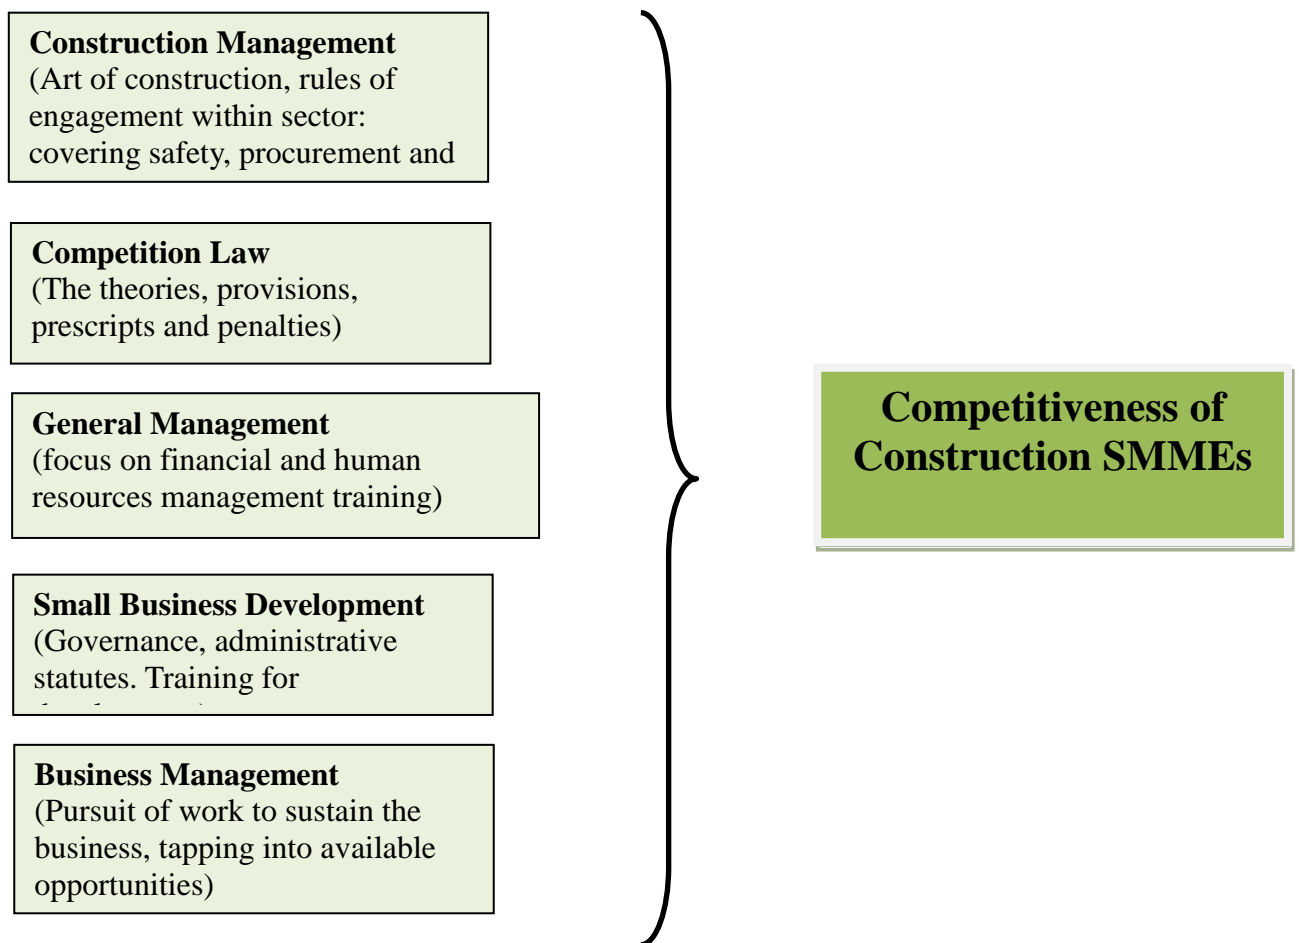 Construction Management
(Art of construction, rules of
engagement within sector:
covering safety, procurement and
Competition Law
(The theories, provisions,
prescripts and penalties)
General Management
(focus on financial and human
resources management training)
Small Business Development
(Governance, administrative
statutes. Training for
Business Management
(Pursuit of work to sustain the
business, tapping into available
opportunities)
Competitiveness of
Construction SMMEs